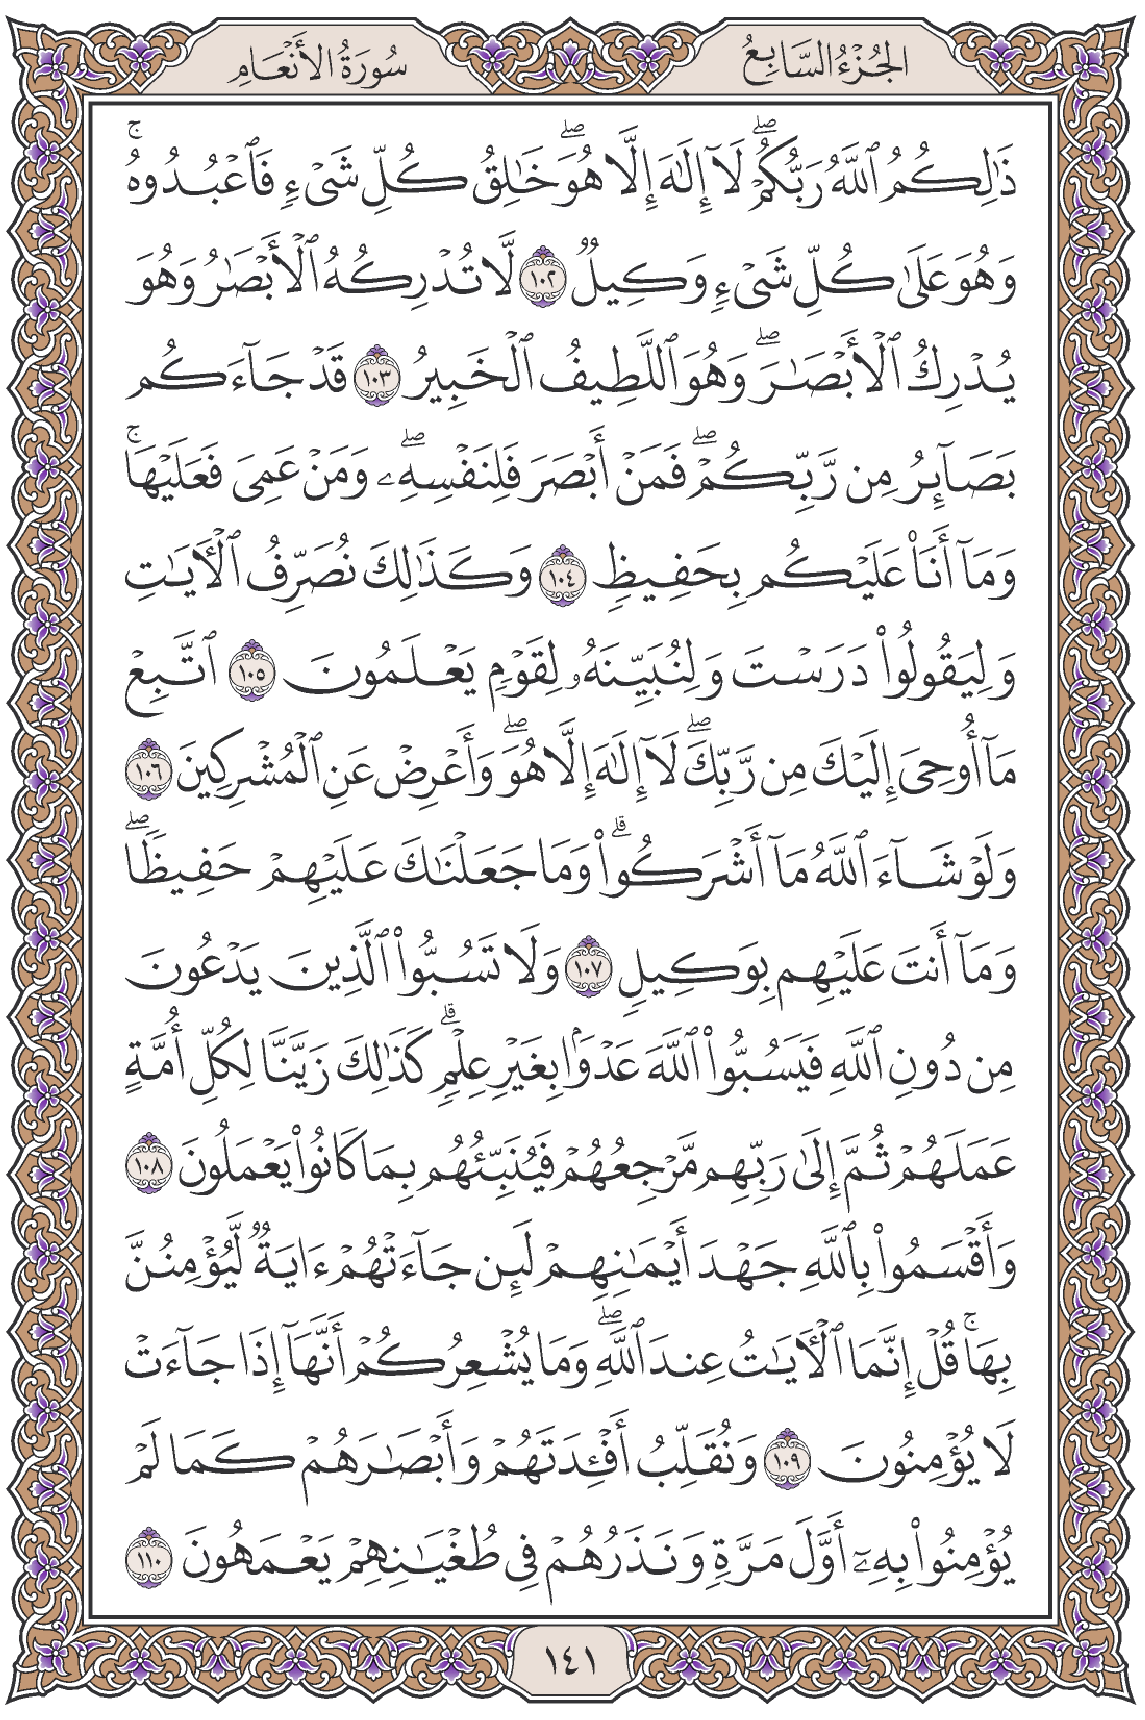 الجُزْءُ السَّابِعُ
سُورَةُ الأَنْعَامِ
ذَٰلِكُمُ ٱللَّهُ رَبُّكُمْۖ لَآ إِلَٰهَ إِلَّا هُوَۖ خَٰلِقُ كُلِّ شَىْءٍ فَٱعْبُدُوهُۚ
وَهُوَ عَلَىٰ كُلِّ شَىْءٍ وَكِيلٌ ١٠٢ لَّا تُدْرِكُهُ ٱلْأَبْصَٰرُ وَهُوَ
يُدْرِكُ ٱلْأَبْصَٰرَۖ وَهُوَ ٱللَّطِيفُ ٱلْخَبِيرُ ١٠٣ قَدْ جَآءَكُم
بَصَآئِرُ مِن رَّبِّكُمْۖ فَمَنْ أَبْصَرَ فَلِنَفْسِهِۦۖ وَمَنْ عَمِىَ فَعَلَيْهَاۚ
وَمَآ أَنَا۠ عَلَيْكُم بِحَفِيظٍ ١٠٤ وَكَذَٰلِكَ نُصَرِّفُ ٱلْءَايَٰتِ
وَلِيَقُولُوا۟ دَرَسْتَ وَلِنُبَيِّنَهُۥ لِقَوْمٍ يَعْلَمُونَ ١٠٥ ٱتَّبِعْ
مَآ أُوحِىَ إِلَيْكَ مِن رَّبِّكَۖ لَآ إِلَٰهَ إِلَّا هُوَۖ وَأَعْرِضْ عَنِ ٱلْمُشْرِكِينَ ١٠٦
وَلَوْ شَآءَ ٱللَّهُ مَآ أَشْرَكُوا۟ۗ وَمَا جَعَلْنَٰكَ عَلَيْهِمْ حَفِيظًاۖ
وَمَآ أَنتَ عَلَيْهِم بِوَكِيلٍ ١٠٧ وَلَا تَسُبُّوا۟ ٱلَّذِينَ يَدْعُونَ
مِن دُونِ ٱللَّهِ فَيَسُبُّوا۟ ٱللَّهَ عَدْوًۢا بِغَيْرِ عِلْمٍۗ كَذَٰلِكَ زَيَّنَّا لِكُلِّ أُمَّةٍ
عَمَلَهُمْ ثُمَّ إِلَىٰ رَبِّهِم مَّرْجِعُهُمْ فَيُنَبِّئُهُم بِمَا كَانُوا۟ يَعْمَلُونَ ١٠٨
وَأَقْسَمُوا۟ بِٱللَّهِ جَهْدَ أَيْمَٰنِهِمْ لَئِن جَآءَتْهُمْ ءَايَةٌ لَّيُؤْمِنُنَّ
بِهَاۚ قُلْ إِنَّمَا ٱلْءَايَٰتُ عِندَ ٱللَّهِۖ وَمَا يُشْعِرُكُمْ أَنَّهَآ إِذَا جَآءَتْ
لَا يُؤْمِنُونَ ١٠٩ وَنُقَلِّبُ أَفْـِٔدَتَهُمْ وَأَبْصَٰرَهُمْ كَمَا لَمْ
يُؤْمِنُوا۟ بِهِۦٓ أَوَّلَ مَرَّةٍ وَنَذَرُهُمْ فِى طُغْيَٰنِهِمْ يَعْمَهُونَ ١١٠
١٤١